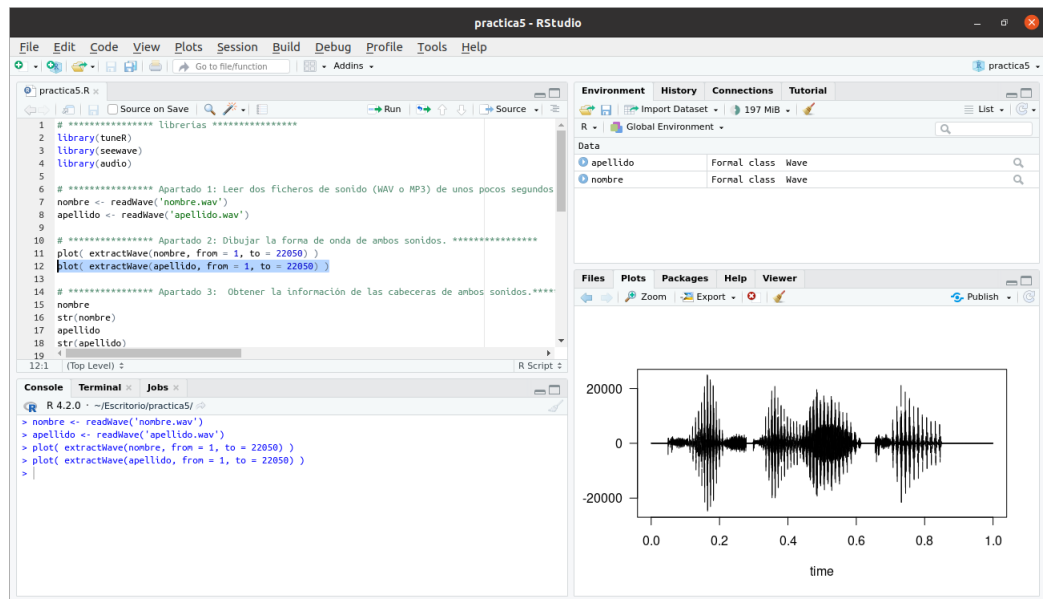 practica5 - RStudio
File Edit Code View Plots Session Build Debug Profile Tools Help
Go to file/function Addins practica5
practica5.R
Source on Save Run Source
1 # **************** librerias ****************
2 library(tuneR)
3 library(seewave)
4 library(audio)
5
6 # **************** Apartado 1: Leer dos ficheros de sonido (WAV o MP3) de unos pocos segundos
7 nombre <- readWave('nombre.wav')
8 apellido <- readWave('apellido.wav')
9
10 # **************** Apartado 2: Dibujar la forma de onda de ambos sonidos. ****************
11 plot( extractWave(nombre, from = 1, to = 22050) )
12 plot( extractWave(apellido, from = 1, to = 22050) )
13
14 # **************** Apartado 3:  Obtener la información de las cabeceras de ambos sonidos.****
15 nombre
16 str(nombre)
17 apellido
18 str(apellido)
19
12:1 (Top Level) R Script
Console Terminal Jobs
R 4.2.0 · ~/Escritorio/practica5/
> nombre <- readWave('nombre.wav')
> apellido <- readWave('apellido.wav')
> plot( extractWave(nombre, from = 1, to = 22050) )
> plot( extractWave(apellido, from = 1, to = 22050) )
>
Environment History Connections Tutorial
Import Dataset 197 MiB List
R Global Environment
Data
apellido Formal class Wave
nombre Formal class Wave
Files Plots Packages Help Viewer
Zoom Export Publish
20000
0
-20000
0.0 0.2 0.4 0.6 0.8 1.0
time